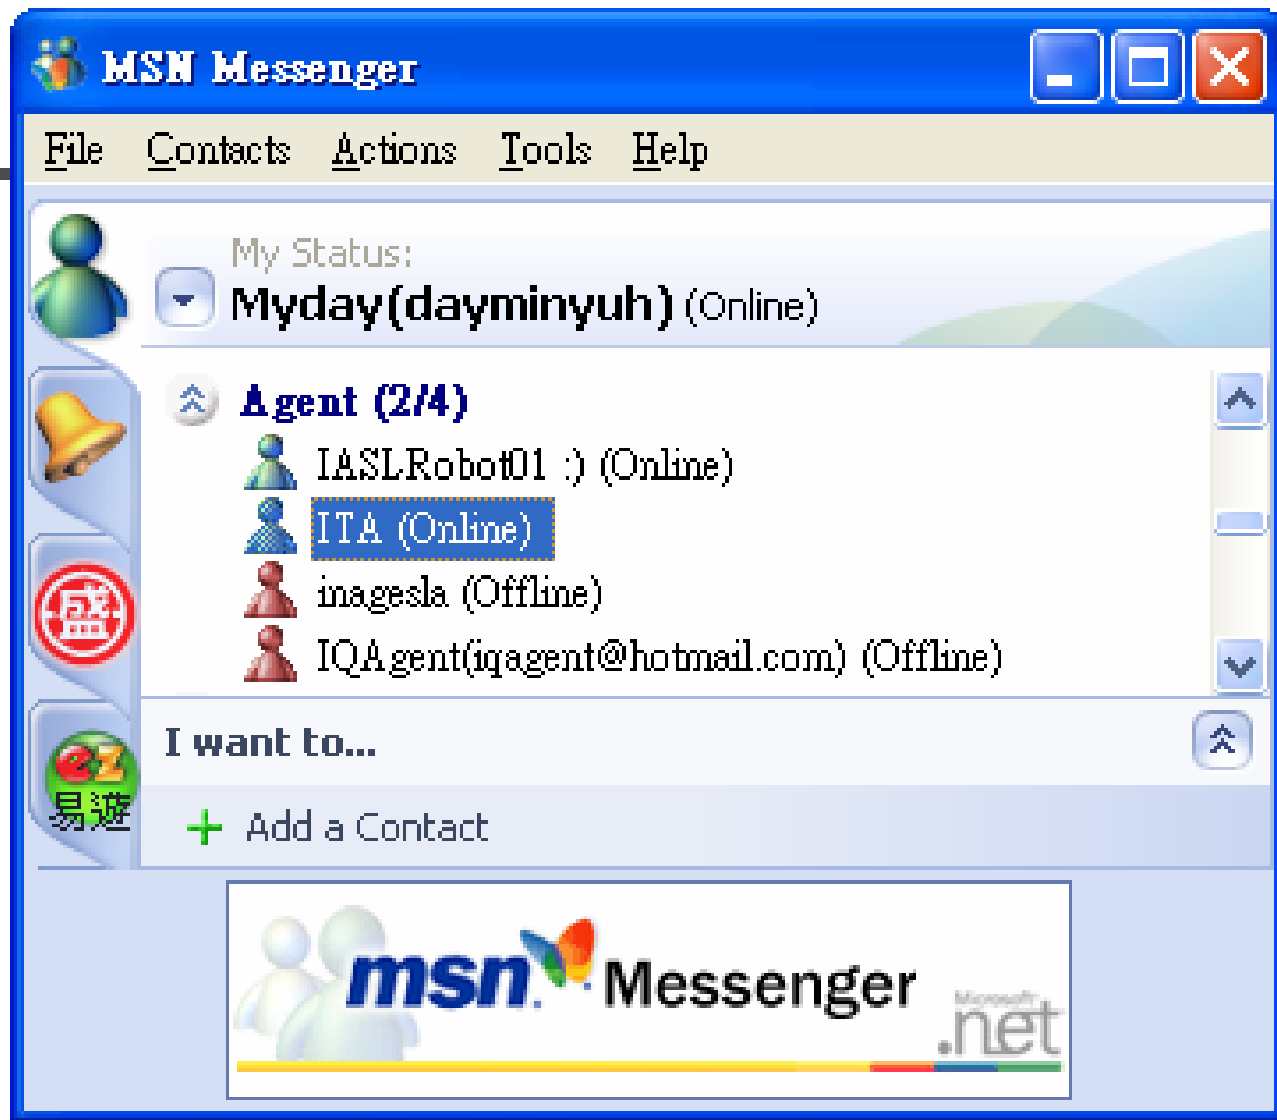 MSN Messenger
File Contacts Actions Tools Help
My Status:
Myday(dayminyuh) (Online)
Agent (2/4)
IASLRobot01 :) (Online)
ITA (Online)
inagesla (Offline)
IQAgent(iqagent@hotmail.com) (Offline)
盛
I want to...
ez
易遊
+ Add a Contact
msn Messenger
Microsoft
.net